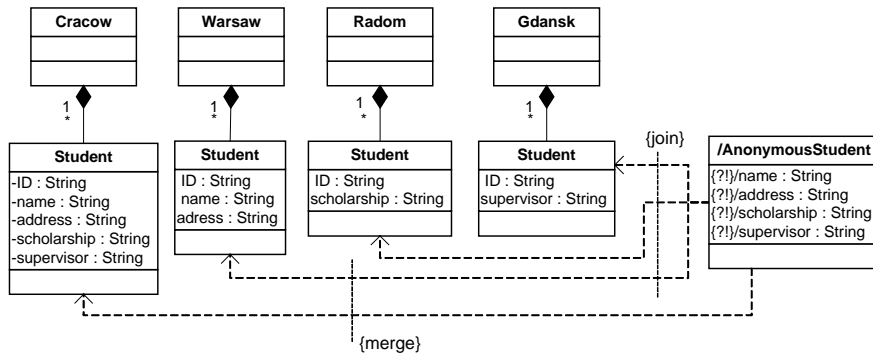 Cracow
Warsaw
Radom
Gdansk
1
*
1
*
1
*
1
*
{join}
Student
-ID : String
-name : String
-address : String
-scholarship : String
-supervisor : String
Student
ID : String
name : String
adress : String
Student
ID : String
scholarship : String
Student
ID : String
supervisor : String
/AnonymousStudent
{?!}/name : String
{?!}/address : String
{?!}/scholarship : String
{?!}/supervisor : String
{merge}